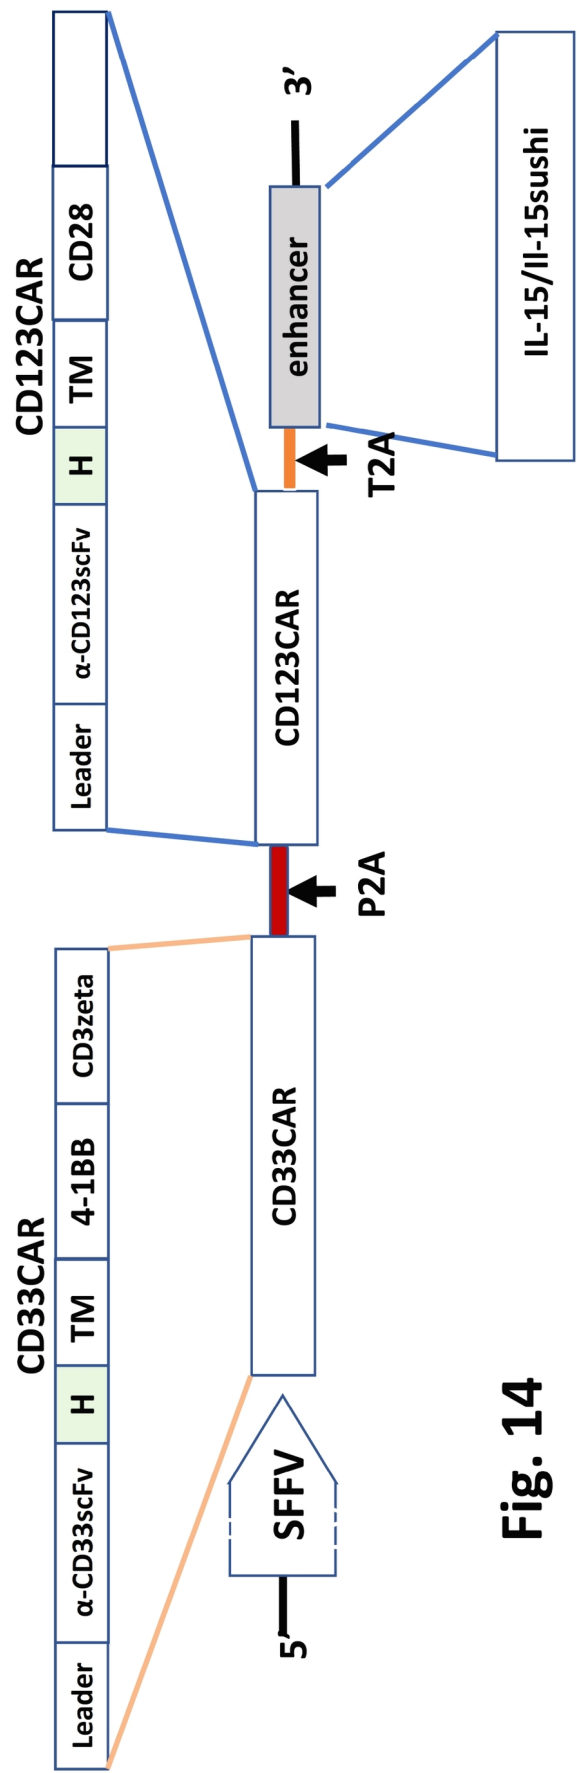 CD33CAR
CD123CAR
Leader
α-CD33scFv
H
TM
4-1BB
CD3zeta
Leader
α-CD123scFv
H
TM
CD28
5’
SFFV
CD33CAR
CD123CAR
enhancer
3’
P2A
T2A
IL-15/Il-15sushi
Fig. 14